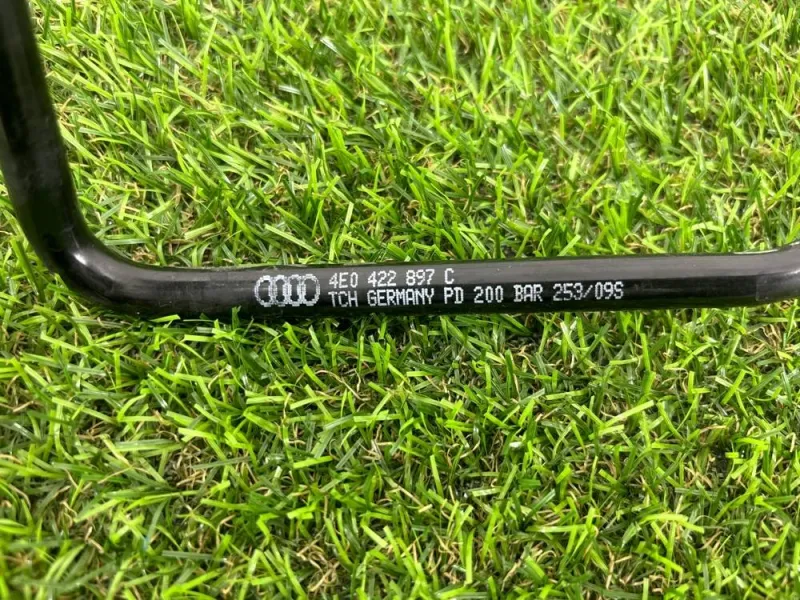 4E0 422 897 C
TCH GERMANY PD 200 BAR 253/09S